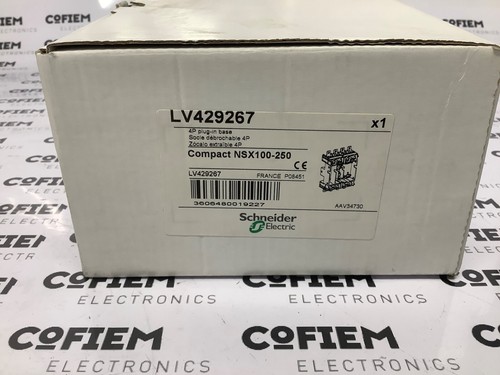 COFIEM
COFIEM
ELECTRONICS
LV429267
x1
4P plug-in base
Socle débrochable 4P
Zócalo extraíble 4P
Compact NSX100-250
CE
LV429267
FRANCE P06451
3606480019227
AAV34730
Schneider
Electric
COFIEM
ELECTRONICS
COFIEM
ELECTRONICS
COFIEM
ELECTRONICS
COFIEM
ELECTRONICS